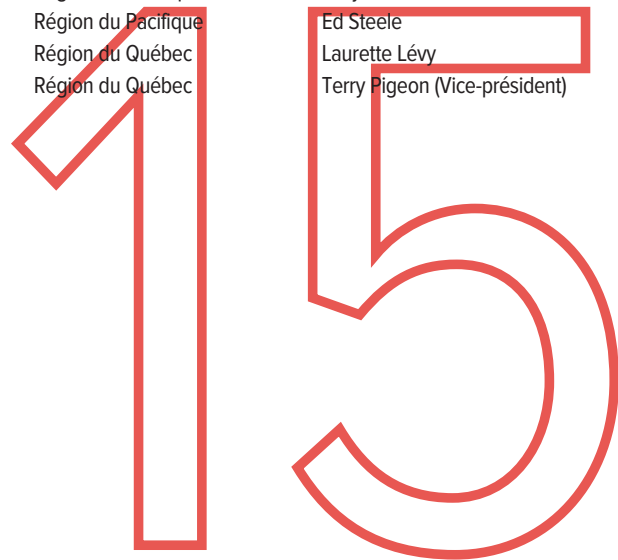 Région du Pacifique Ed Steele
Région du Québec Laurette Lévy
Région du Québec Terry Pigeon (Vice-président)
15